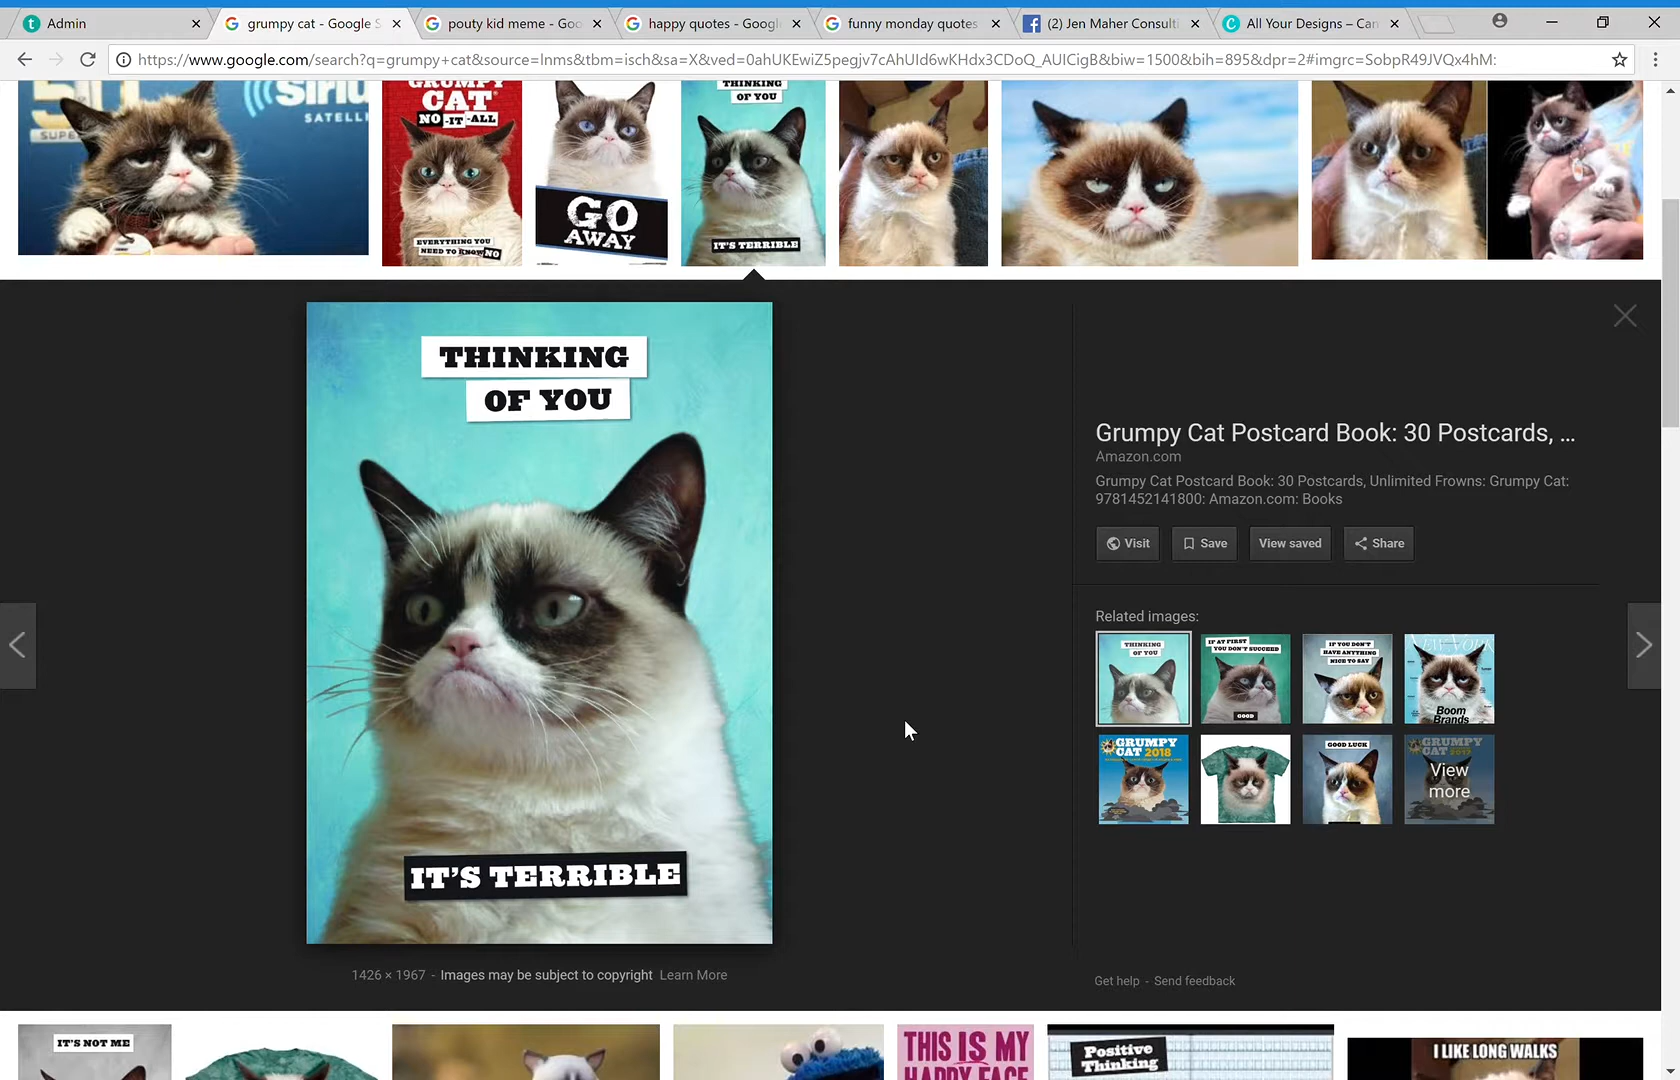 Admin
grumpy cat - Google S
pouty kid meme - Goo
happy quotes - Googl
funny monday quotes
(2) Jen Maher Consulti
All Your Designs – Can
https://www.google.com/search?q=grumpy+cat&source=lnms&tbm=isch&sa=X&ved=0ahUKEwiZ5pegjv7cAhUId6wKHdx3CDoQ_AUICigB&biw=1500&bih=895&dpr=2#imgrc=SobpR49JVQx4hM:
SATELL
GRUMPY
CAT
NO-IT-ALL
EVERYTHING YOU
NEED TO KNOW NO
GO
AWAY
THINKING
OF YOU
IT'S TERRIBLE
THINKING
OF YOU
IT'S TERRIBLE
1426 × 1967 - Images may be subject to copyright Learn More
Grumpy Cat Postcard Book: 30 Postcards, ...
Amazon.com
Grumpy Cat Postcard Book: 30 Postcards, Unlimited Frowns: Grumpy Cat:
9781452141800: Amazon.com: Books
Visit
Save
View saved
Share
Related images:
THINKING
OF YOU
IF AT FIRST
YOU DON'T SUCCEED
GOOD
IF YOU DON'T
HAVE ANYTHING
NICE TO SAY
Boom
Brands
GRUMPY
CAT 2018
GOOD LUCK
GRUMPY
CAT 2017
View
more
Get help - Send feedback
IT'S NOT ME
THIS IS MY
HAPPY FACE
Positive
Thinking
I LIKE LONG WALKS